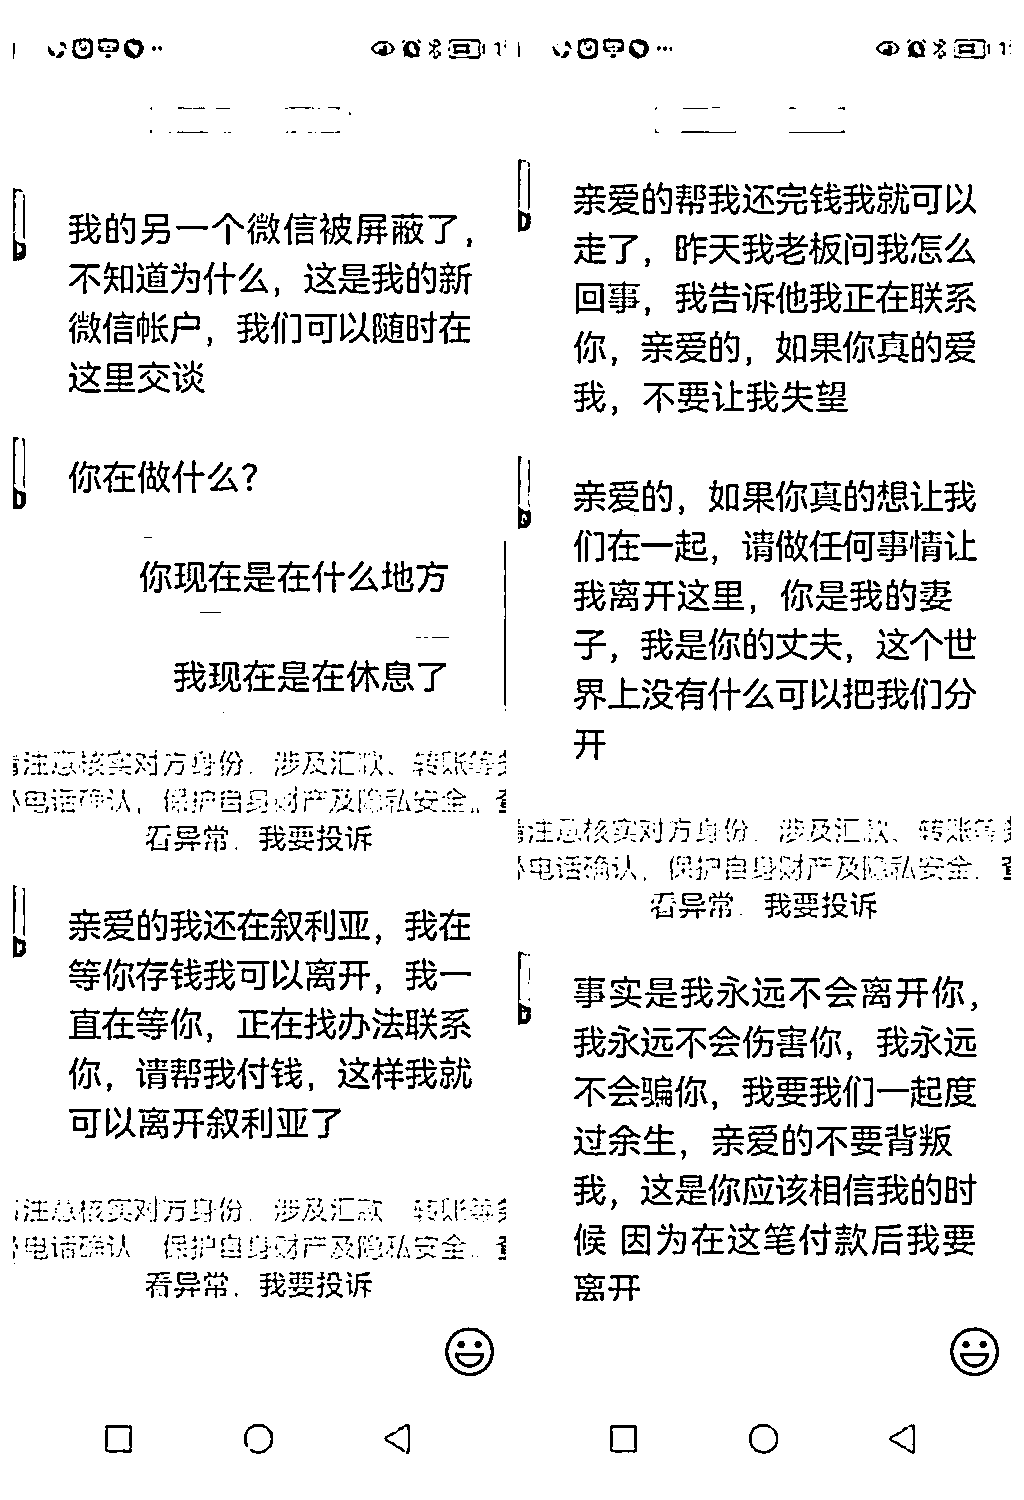 我的另一个微信被屏蔽了，
不知道为什么，这是我的新
微信帐户，我们可以随时在
这里交谈
你在做什么？
你现在是在什么地方
我现在是在休息了
注意核实对方身份．涉及汇款、转账等
电话确认，保护自身财产及隐私安全。查
看异常．我要投诉
亲爱的我还在叙利亚，我在
等你存钱我可以离开，我一
直在等你，正在找办法联系
你，请帮我付钱，这样我就
可以离开叙利亚了
注意核实对方身份．涉及汇款 转账等
电话确认 保护自身财产及隐私安全。查
看异常．我要投诉
亲爱的帮我还完钱我就可以
走了，昨天我老板问我怎么
回事，我告诉他我正在联系
你，亲爱的，如果你真的爱
我，不要让我失望
亲爱的，如果你真的想让我
们在一起，请做任何事情让
我离开这里，你是我的妻
子，我是你的丈夫，这个世
界上没有什么可以把我们分
开
注意核实对方身份．涉及汇款、转账等
电话确认，保护自身财产及隐私安全．查
看异常．我要投诉
事实是我永远不会离开你，
我永远不会伤害你，我永远
不会骗你，我要我们一起度
过余生，亲爱的不要背叛
我，这是你应该相信我的时
候 因为在这笔付款后我要
离开